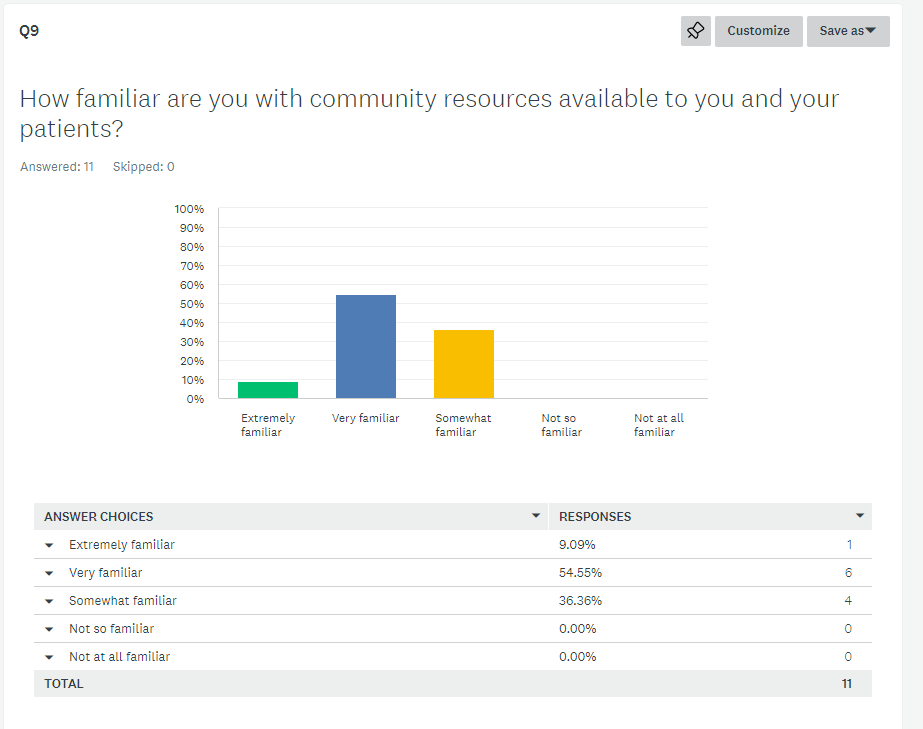 Q9
Customize
Save as
How familiar are you with community resources available to you and your
patients?
Answered: 11 Skipped: 0
100%
90%
80%
70%
60%
50%
40%
30%
20%
10%
0%
Extremely
familiar
Very familiar
Somewhat
familiar
Not so
familiar
Not at all
familiar
ANSWER CHOICES RESPONSES
Extremely familiar 9.09% 1
Very familiar 54.55% 6
Somewhat familiar 36.36% 4
Not so familiar 0.00% 0
Not at all familiar 0.00% 0
TOTAL 11